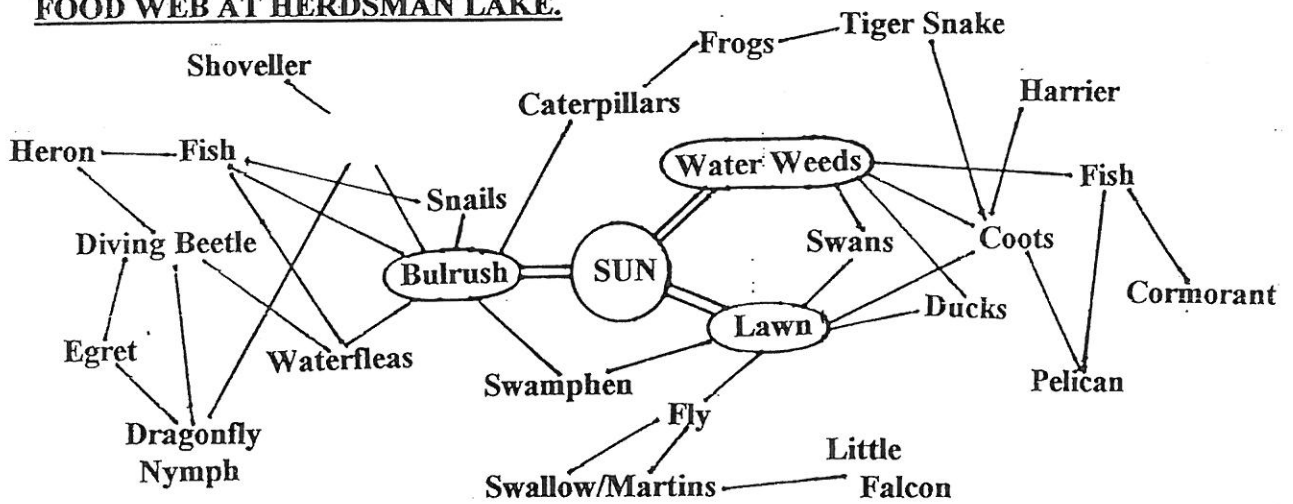 FOOD WEB AT HERDSMAN LAKE.
Tiger Snake
Frogs
Shoveller
Harrier
Caterpillars
Heron
Fish
Water Weeds
Fish
Snails
Diving Beetle
Swans
Coots
Bulrush
SUN
Cormorant
Ducks
Lawn
Egret
Waterfleas
Swamphen
Pelican
Fly
Dragonfly
Nymph
Little
Falcon
Swallow/Martins